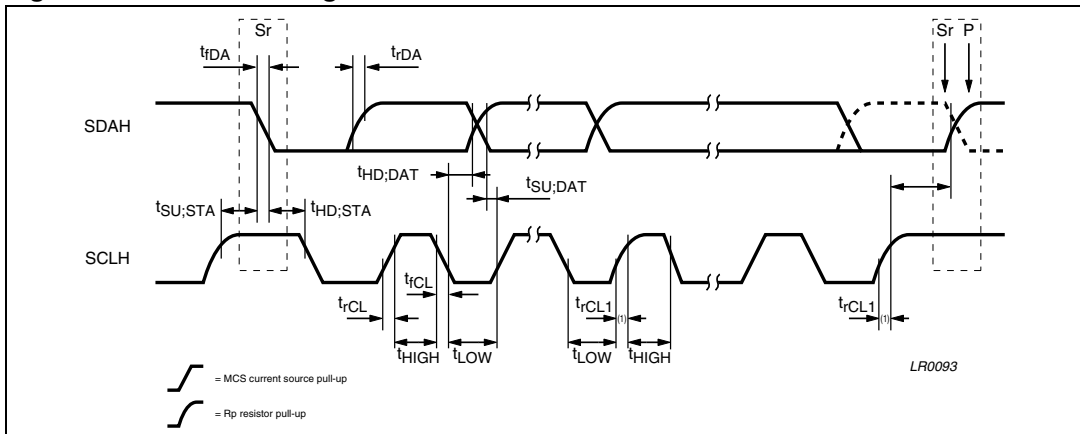 Sr
Sr P
tfDA
trDA
SDAH
tHD;DAT
tSU;DAT
tSU;STA
tHD;STA
SCLH
tfCL
trCL
trCL1
(1)
trCL1
(1)
tHIGH
tLOW
tLOW
tHIGH
LR0093
= MCS current source pull-up
= Rp resistor pull-up